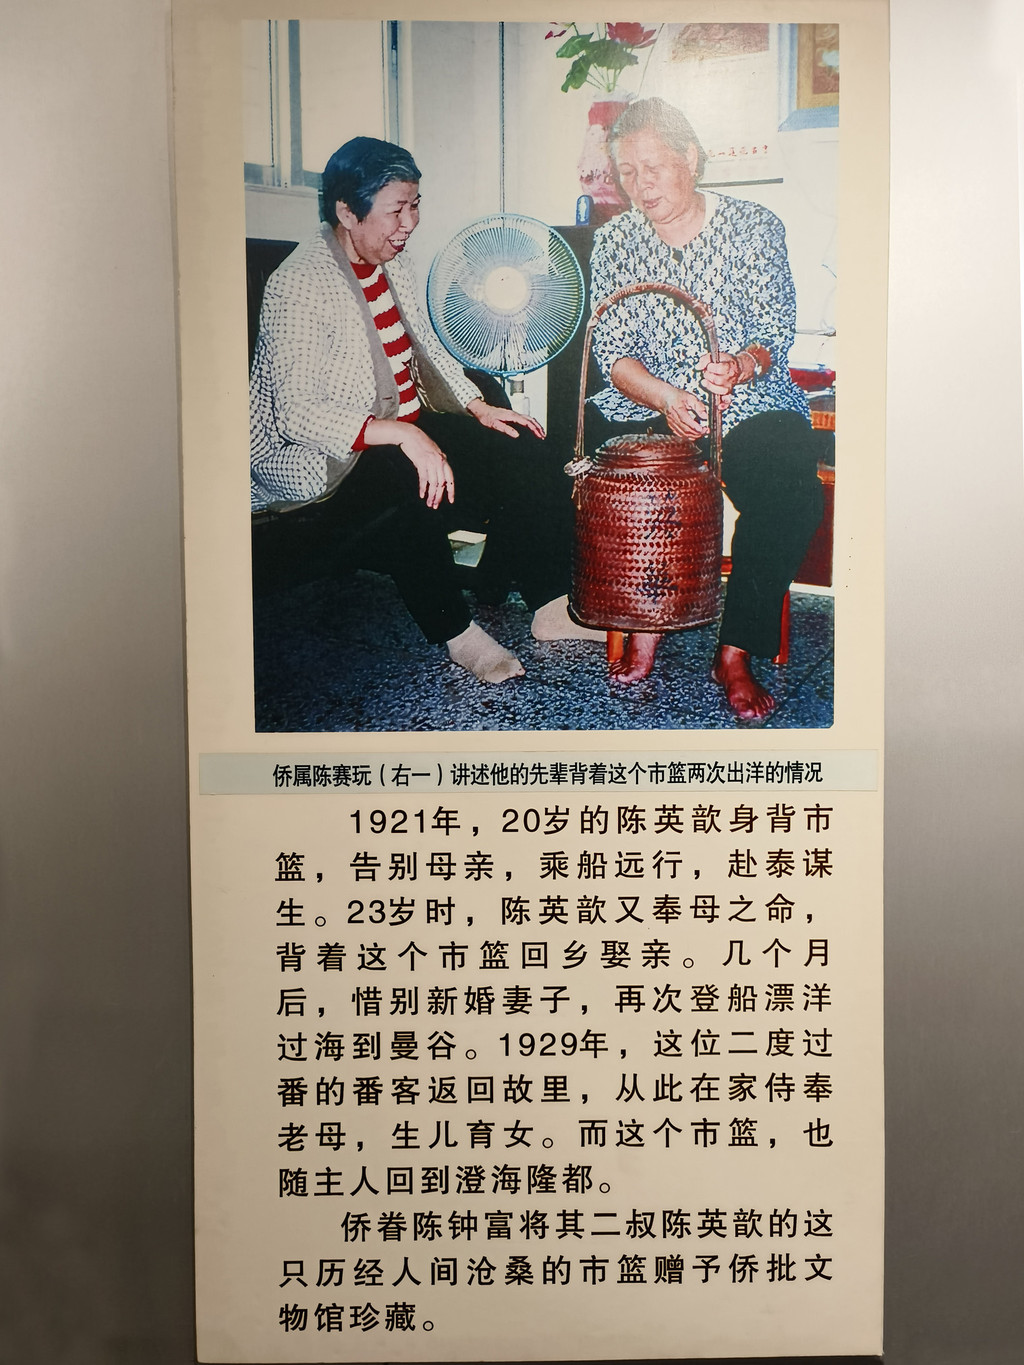 侨属陈赛玩（右一）讲述他的先辈背着这个市篮两次出洋的情况
1921年，20岁的陈英歆身背市
篮，告别母亲，乘船远行，赴泰谋
生。23岁时，陈英歆又奉母之命，
背着这个市篮回乡娶亲。几个月
后，惜别新婚妻子，再次登船漂洋
过海到曼谷。1929年，这位二度过
番的番客返回故里，从此在家侍奉
老母，生儿育女。而这个市篮，也
随主人回到澄海隆都。
侨眷陈钟富将其二叔陈英歆的这
只历经人间沧桑的市篮赠予侨批文
物馆珍藏。